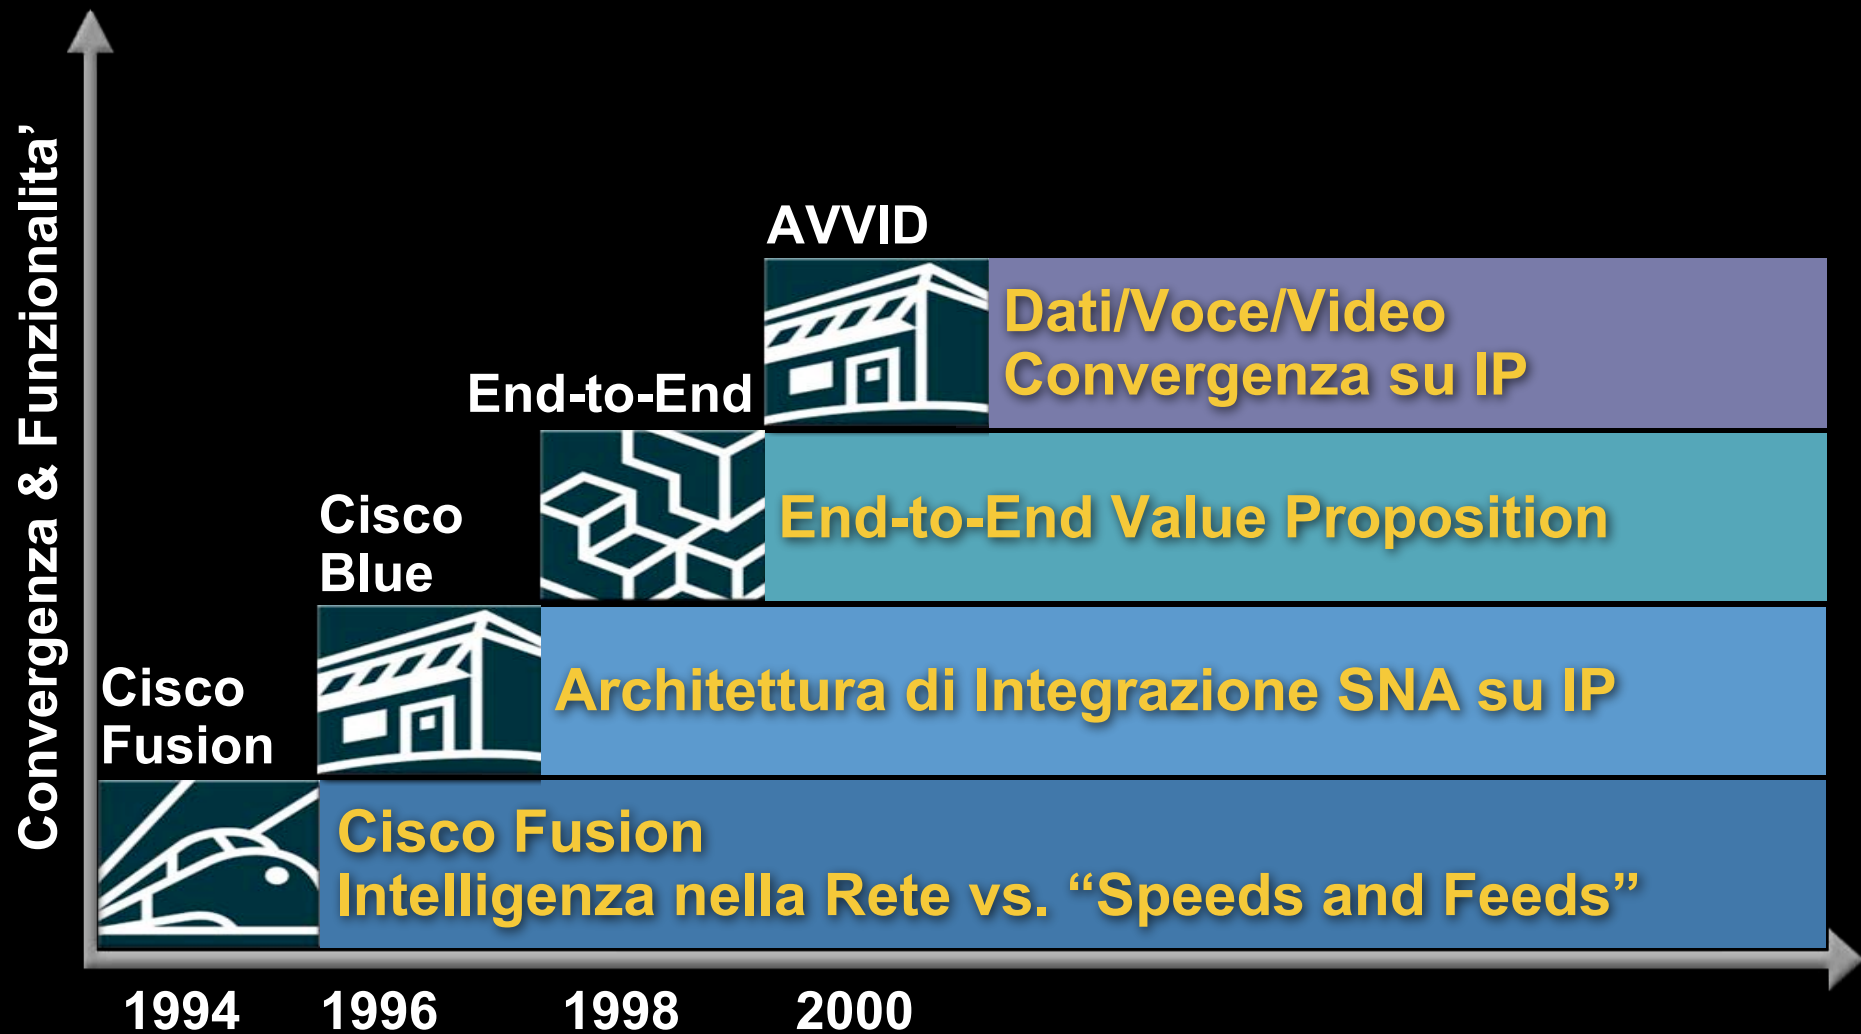 Convergenza & Funzionalita’
AVVID
Dati/Voce/Video
Convergenza su IP
End-to-End
End-to-End Value Proposition
Cisco
Blue
Architettura di Integrazione SNA su IP
Cisco
Fusion
Cisco Fusion
Intelligenza nella Rete vs. “Speeds and Feeds”
1994 1996 1998 2000